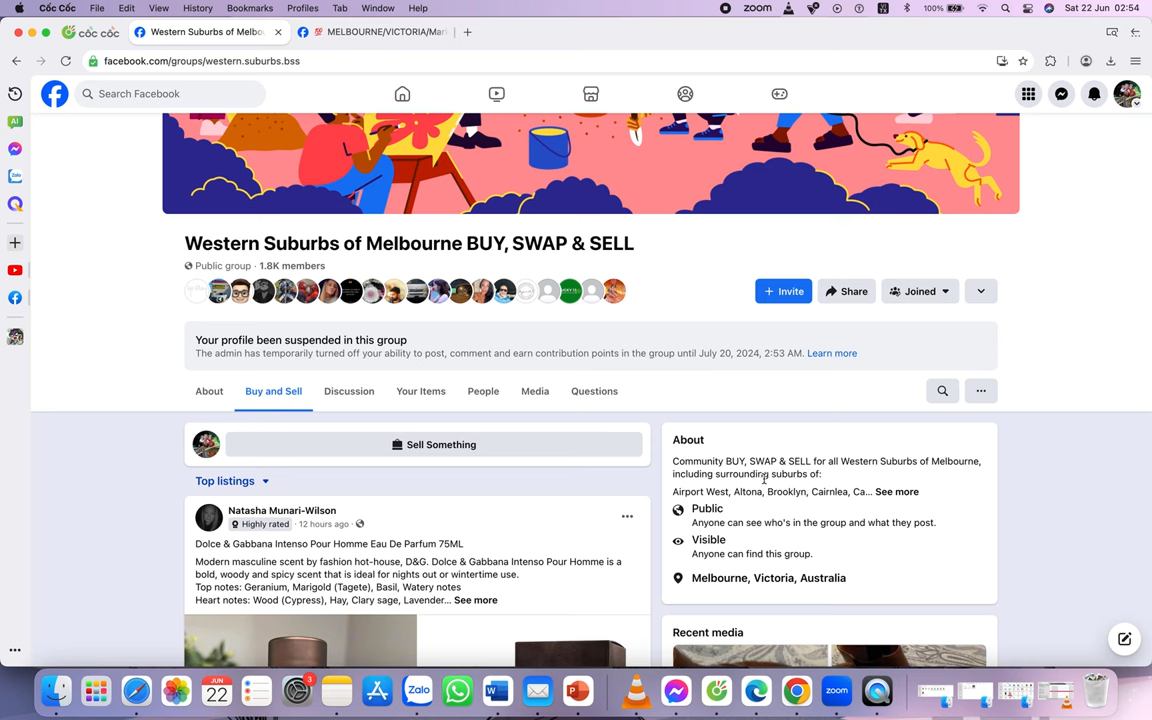 Cốc Cốc File Edit View History Bookmarks Profiles Tab Window Help zoom 100% Sat 22 Jun 02:54
cốc cốc Western Suburbs of Melbou MELBOURNE/VICTORIA/Mar
facebook.com/groups/western.suburbs.bss
Search Facebook
AI
Zalo
Western Suburbs of Melbourne BUY, SWAP & SELL
Public group · 1.8K members
+ Invite Share Joined
Your profile been suspended in this group
The admin has temporarily turned off your ability to post, comment and earn contribution points in the group until July 20, 2024, 2:53 AM. Learn more
About Buy and Sell Discussion Your Items People Media Questions
Sell Something
Top listings
Natasha Munari-Wilson
Highly rated · 12 hours ago ·
Dolce & Gabbana Intenso Pour Homme Eau De Parfum 75ML
Modern masculine scent by fashion hot-house, D&G. Dolce & Gabbana Intenso Pour Homme is a
bold, woody and spicy scent that is ideal for nights out or wintertime use.
Top notes: Geranium, Marigold (Tagete), Basil, Watery notes
Heart notes: Wood (Cypress), Hay, Clary sage, Lavender... See more
About
Community BUY, SWAP & SELL for all Western Suburbs of Melbourne,
including surrounding suburbs of:
Airport West, Altona, Brooklyn, Cairnlea, Ca... See more
Public
Anyone can see who's in the group and what they post.
Visible
Anyone can find this group.
Melbourne, Victoria, Australia
Recent media
JUN
22
3
Zalo
W
P
zoom